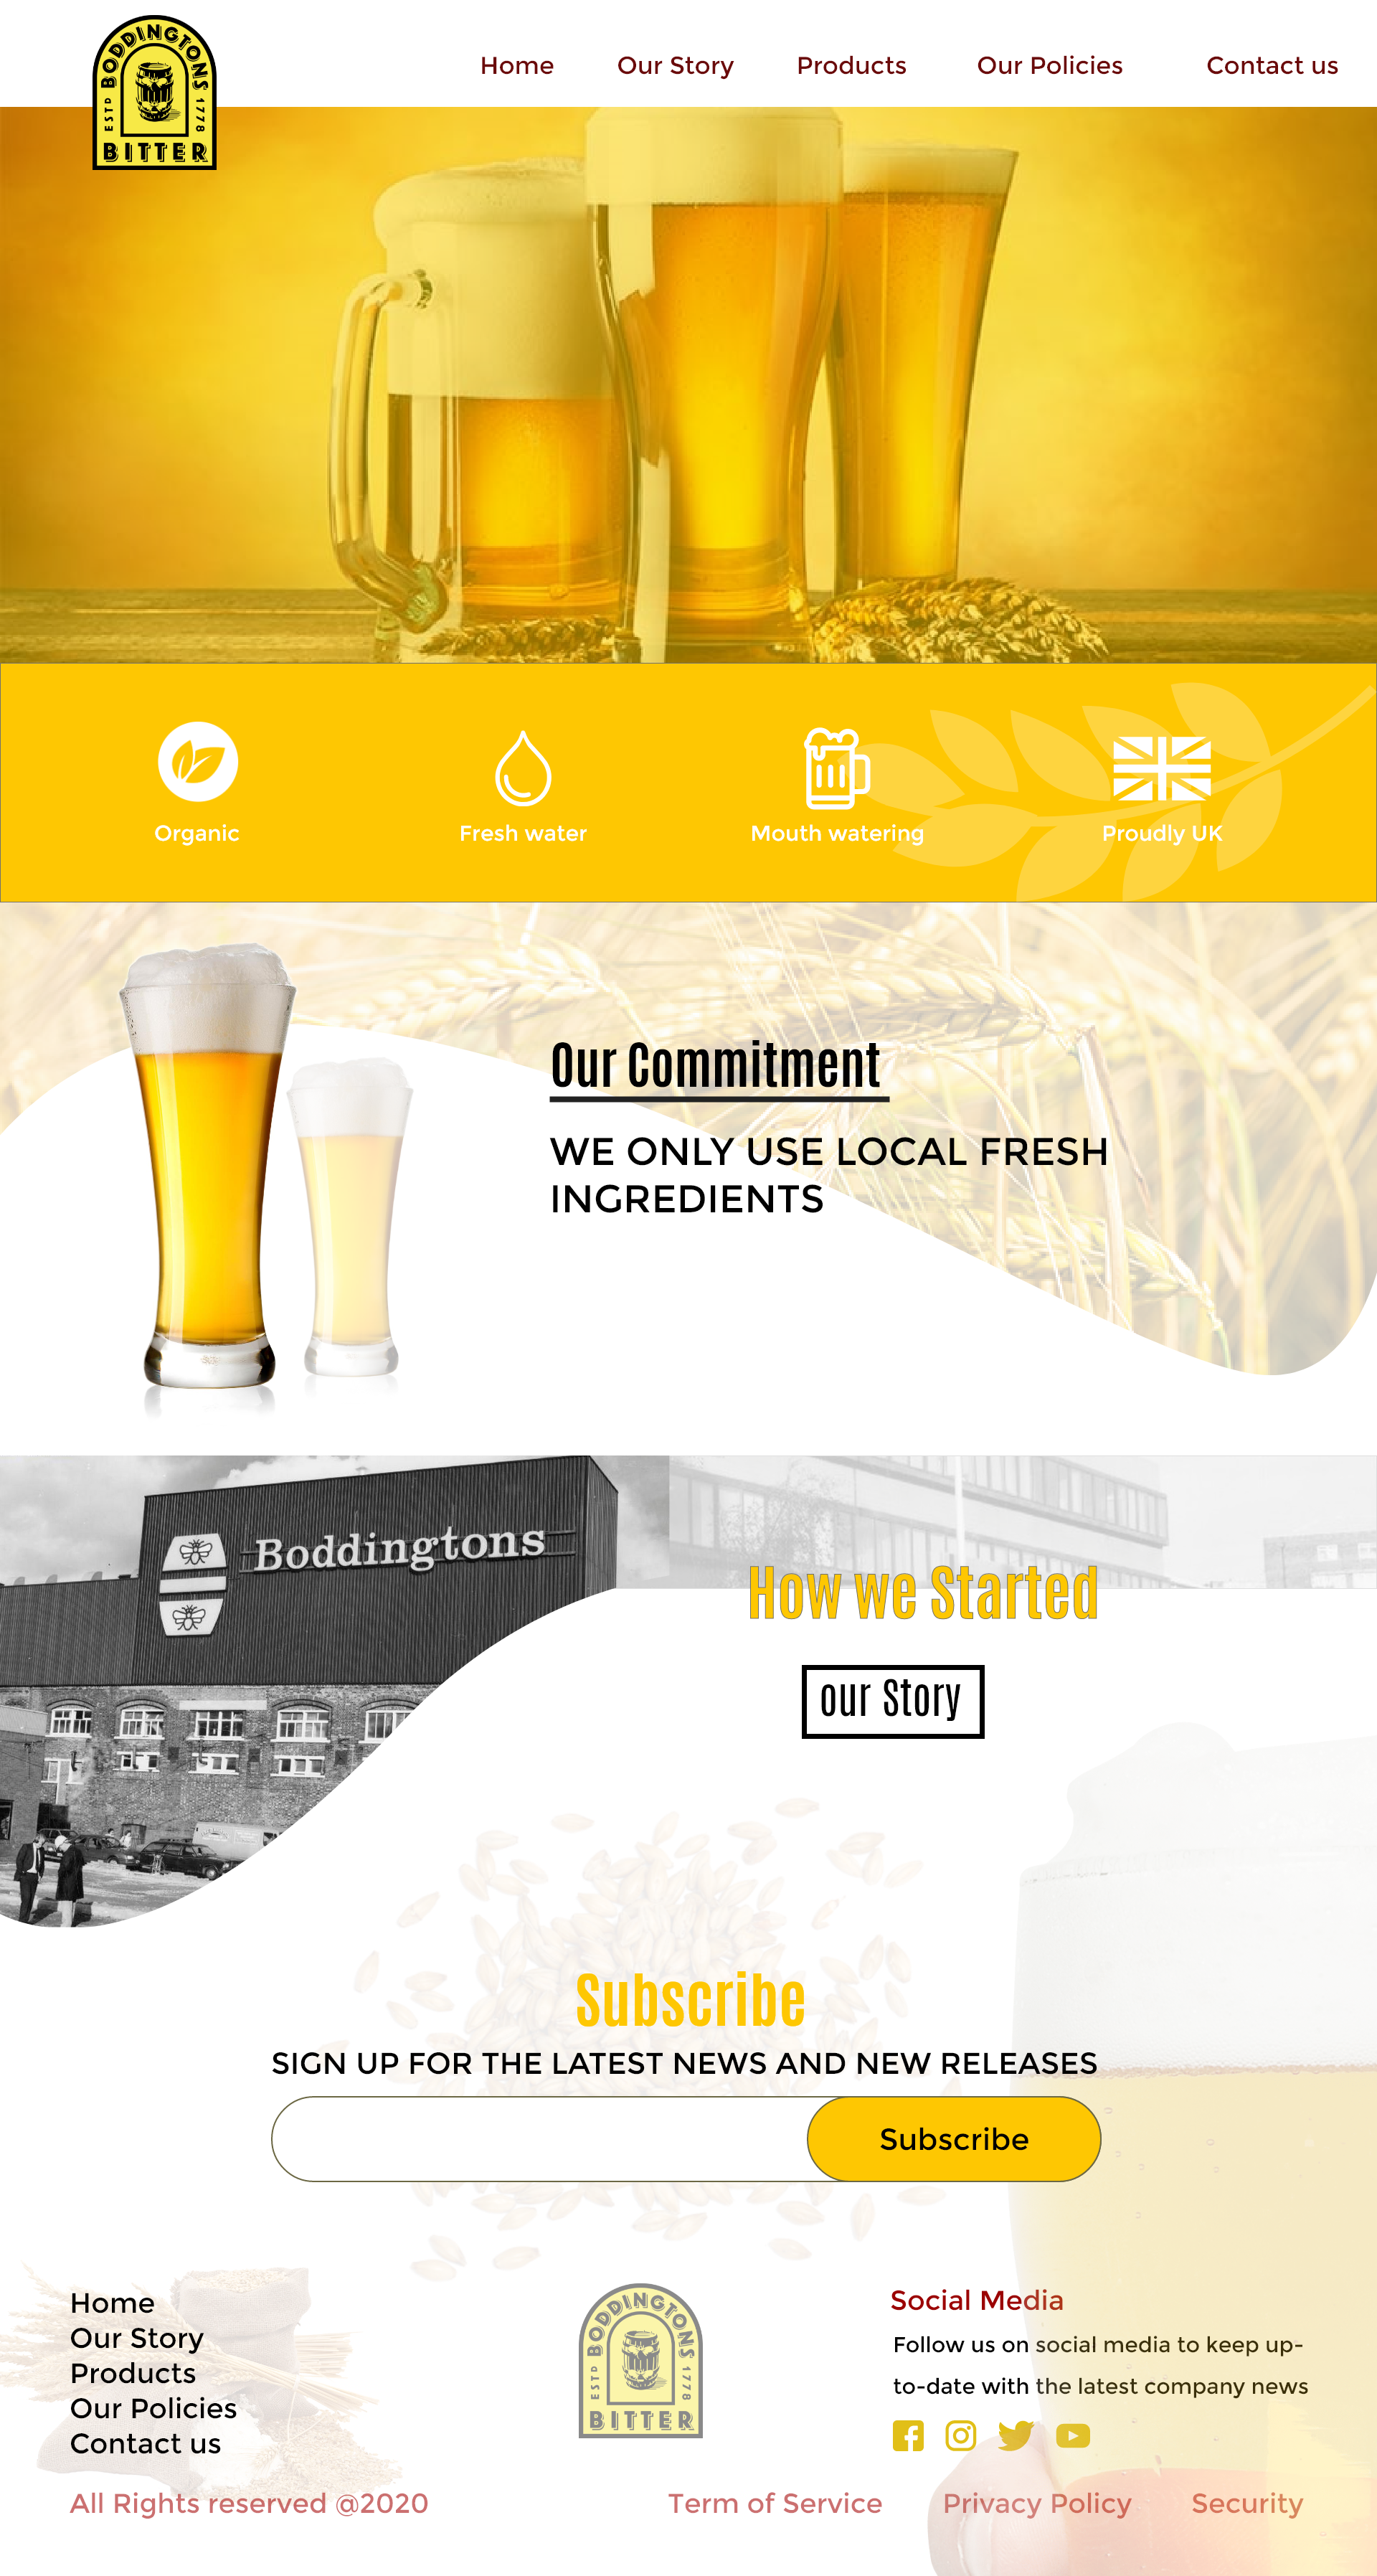 BODDINGTONS
ESTD 1778
BITTER
Home Our Story Products Our Policies Contact us
Organic Fresh water Mouth watering Proudly UK
Our Commitment
WE ONLY USE LOCAL FRESH
INGREDIENTS
Boddingtons
How we Started
our Story
Subscribe
SIGN UP FOR THE LATEST NEWS AND NEW RELEASES
Subscribe
Home
Our Story
Products
Our Policies
Contact us
BODDINGTONS
ESTD 1778
BITTER
Social Media
Follow us on social media to keep up-
to-date with the latest company news
All Rights reserved @2020 Term of Service Privacy Policy Security